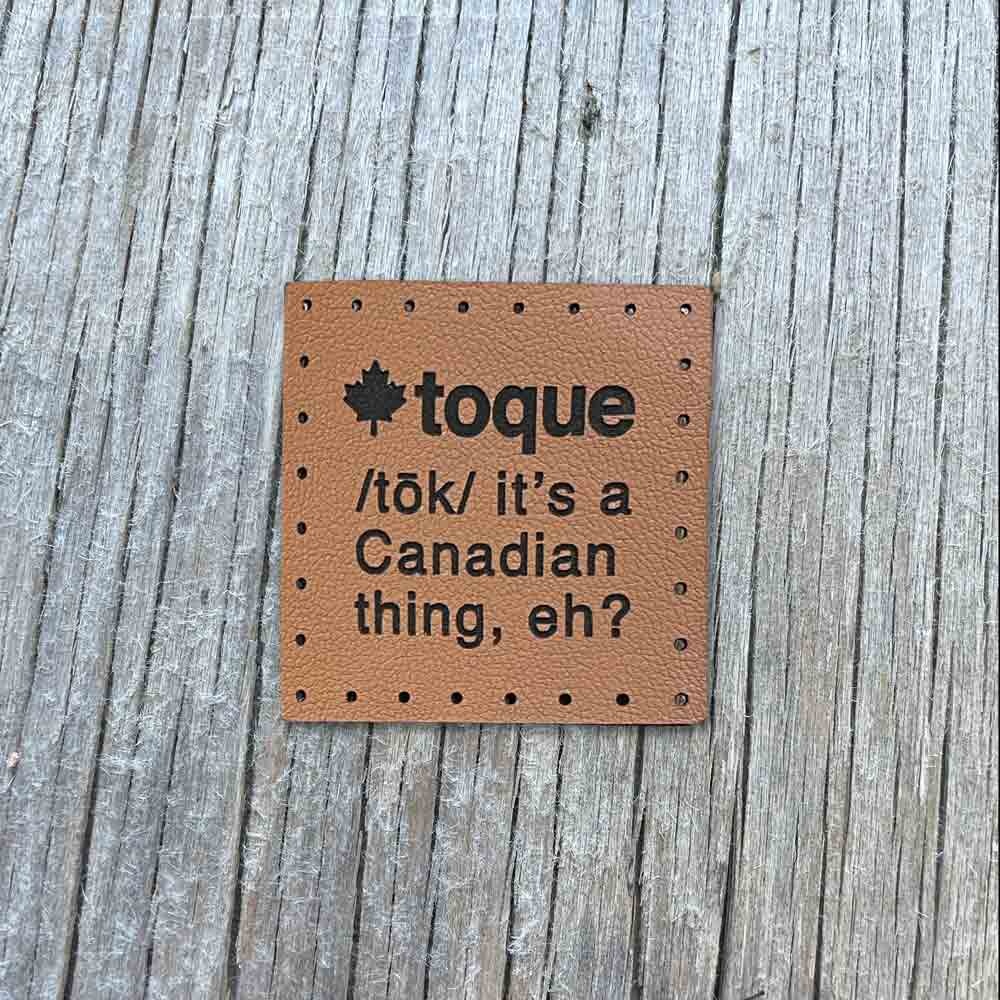 toque
/tōk/ it's a
Canadian
thing, eh?